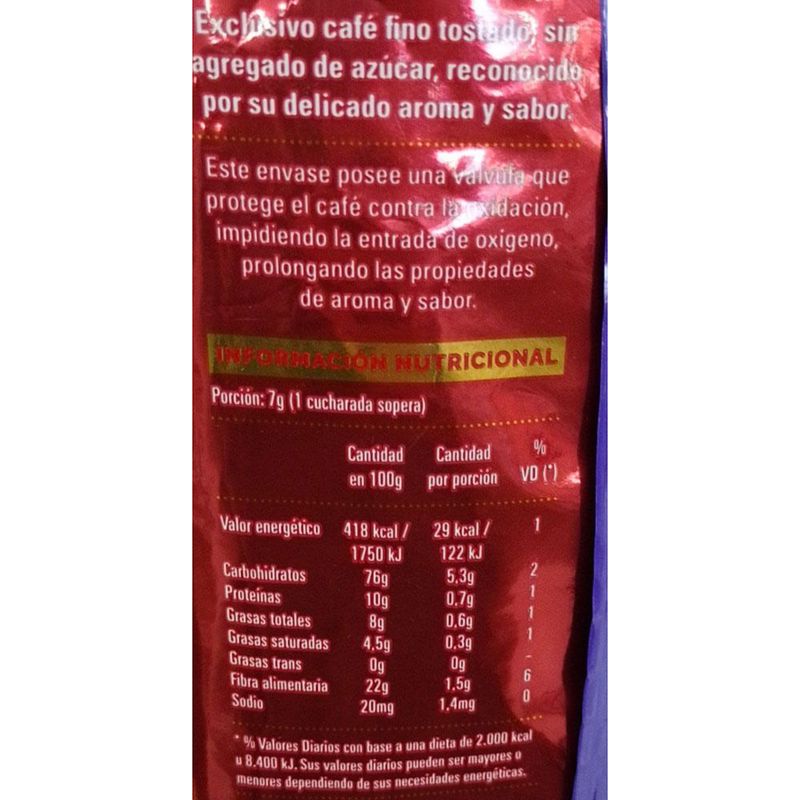 Exclusivo café fino tostado, sin
agregado de azúcar, reconocido
por su delicado aroma y sabor.
Este envase posee una válvula que
protege el café contra la oxidación,
impidiendo la entrada de oxígeno,
prolongando las propiedades
de aroma y sabor.
INFORMACIÓN NUTRICIONAL
Porción: 7g (1 cucharada sopera)
Cantidad en 100g Cantidad por porción % VD (*)
Valor energético 418 kcal / 1750 kJ 29 kcal / 122 kJ 1
Carbohidratos 76g 5,3g 2
Proteínas 10g 0,7g 1
Grasas totales 8g 0,6g 1
Grasas saturadas 4,5g 0,3g 1
Grasas trans 0g 0g -
Fibra alimentaria 22g 1,5g 6
Sodio 20mg 1,4mg 0
* % Valores Diarios con base a una dieta de 2.000 kcal
u 8.400 kJ. Sus valores diarios pueden ser mayores o
menores dependiendo de sus necesidades energéticas.